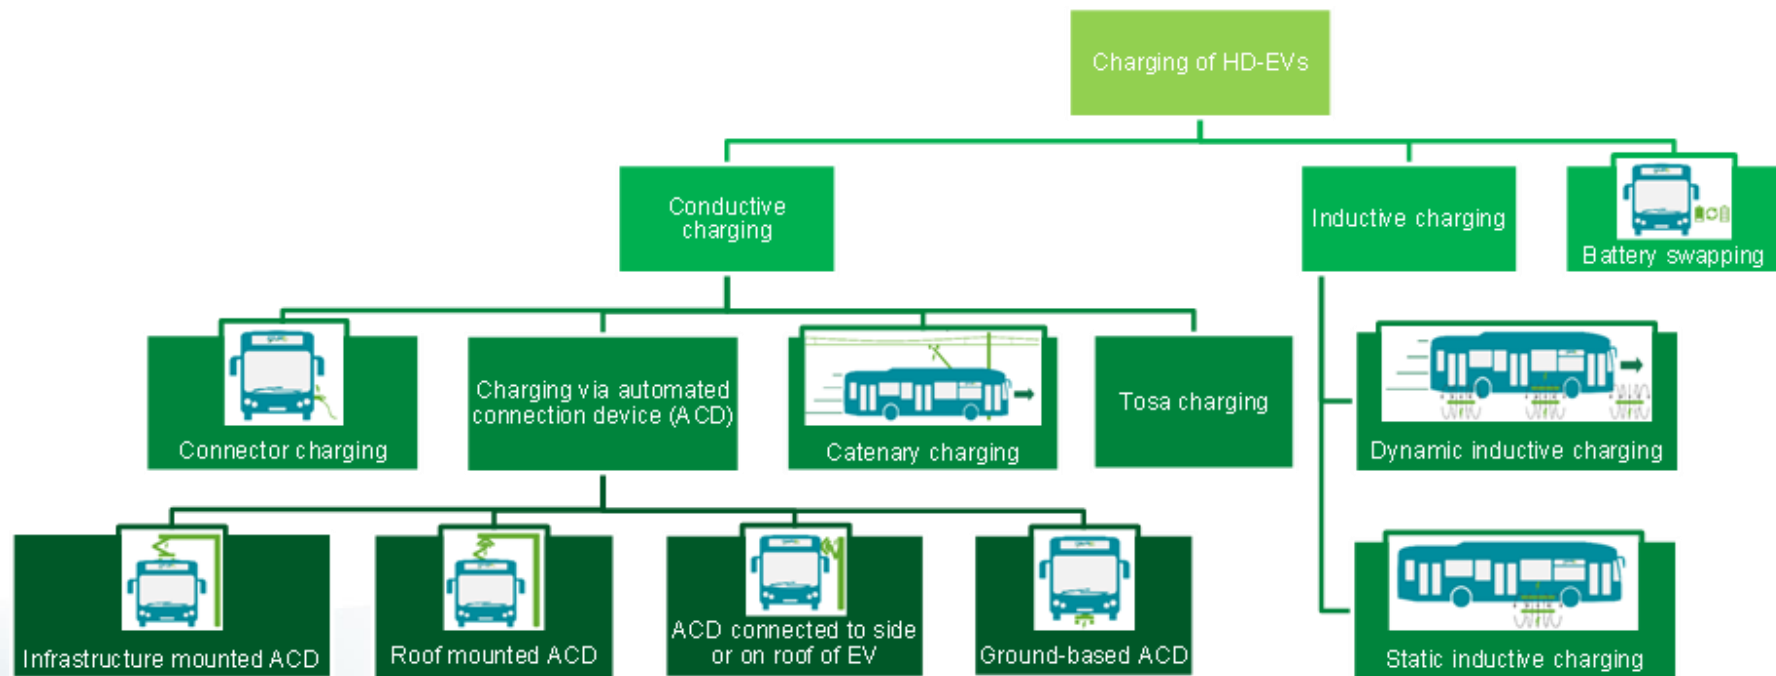 Charging of HD-EVs
Conductive
charging
Inductive charging
Battery swapping
Connector charging
Charging via automated
connection device (ACD)
Catenary charging
Tosa charging
Dynamic inductive charging
Infrastructure mounted ACD
Roof mounted ACD
ACD connected to side
or on roof of EV
Ground-based ACD
Static inductive charging